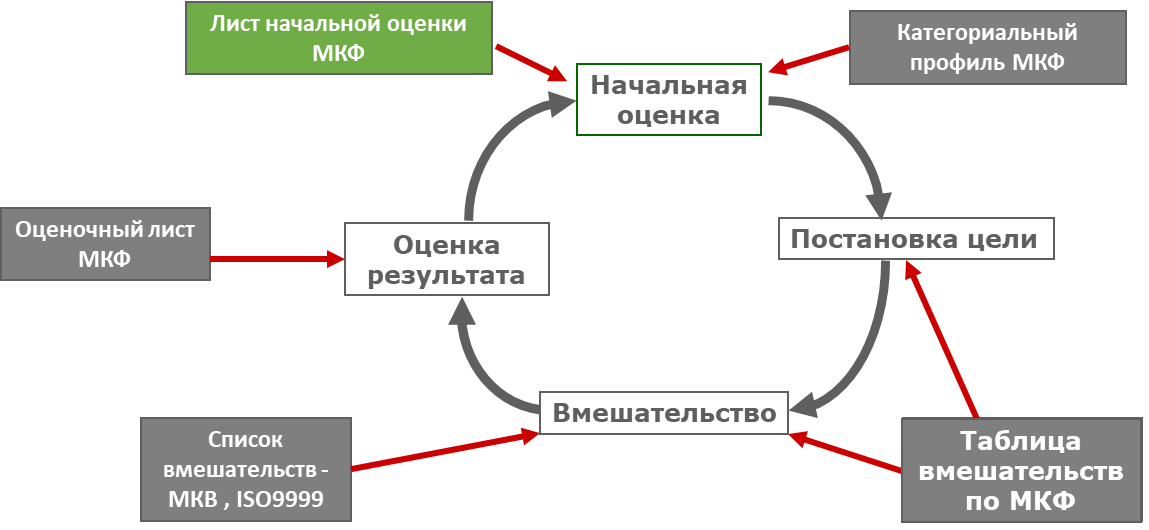 Лист начальной оценки
МКФ
Категориальный
профиль МКФ
Начальная
оценка
Оценочный лист
МКФ
Оценка
результата
Постановка цели
Вмешательство
Список
вмешательств -
МКВ , ISO9999
Таблица
вмешательств
по МКФ